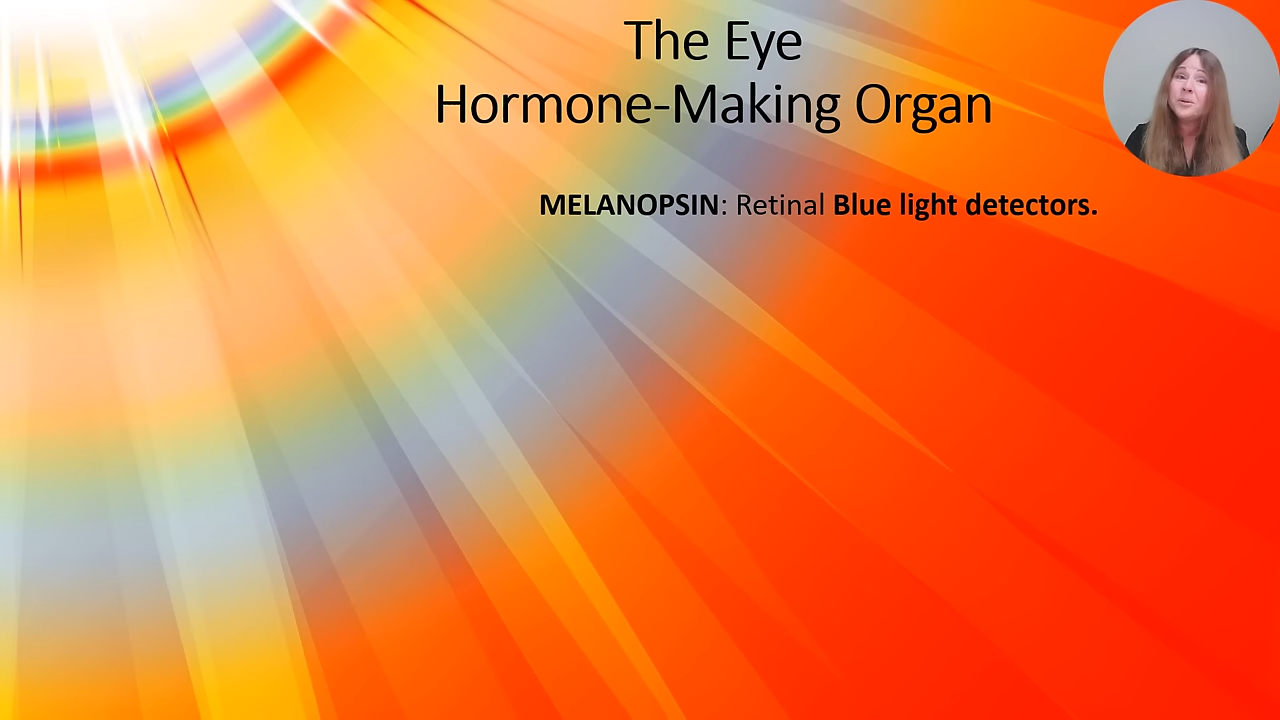 The Eye
Hormone-Making Organ
MELANOPSIN: Retinal Blue light detectors.